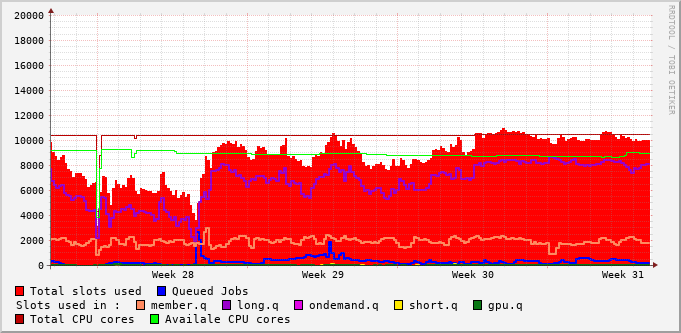 RRDTOOL / TOBI OETIKER
20000
18000
16000
14000
12000
10000
8000
6000
4000
2000
0
Week 28 Week 29 Week 30 Week 31
Total slots used Queued Jobs
Slots used in : member.q long.q ondemand.q short.q gpu.q
Total CPU cores Availale CPU cores